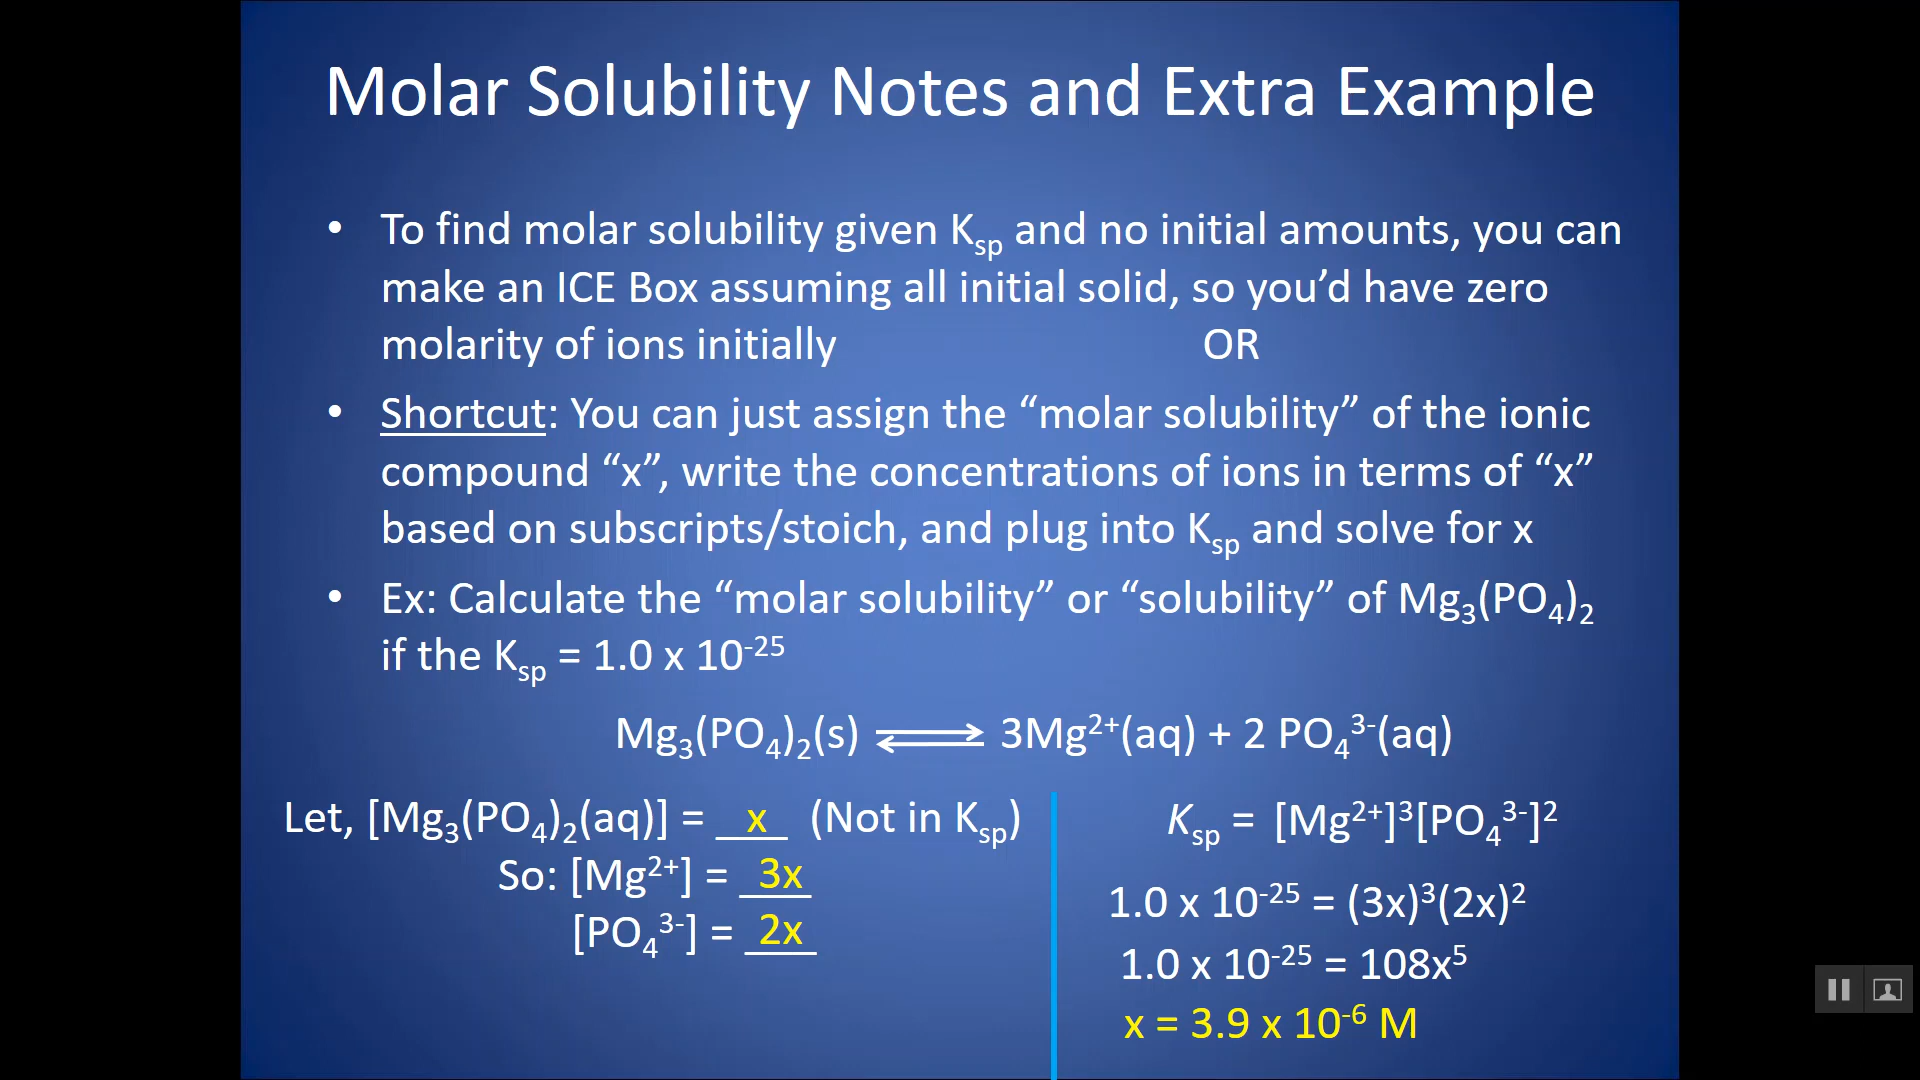 Molar Solubility Notes and Extra Example
• To find molar solubility given Ksp and no initial amounts, you can
make an ICE Box assuming all initial solid, so you’d have zero
molarity of ions initially OR
• Shortcut: You can just assign the “molar solubility” of the ionic
compound “x”, write the concentrations of ions in terms of “x”
based on subscripts/stoich, and plug into Ksp and solve for x
• Ex: Calculate the “molar solubility” or “solubility” of Mg₃(PO₄)₂
if the Ksp = 1.0 x 10⁻²⁵
Mg₃(PO₄)₂(s) ⇌ 3Mg²⁺(aq) + 2 PO₄³⁻(aq)
Let, [Mg₃(PO₄)₂(aq)] = x (Not in Ksp)
So: [Mg²⁺] = 3x
[PO₄³⁻] = 2x
Ksp = [Mg²⁺]³[PO₄³⁻]²
1.0 x 10⁻²⁵ = (3x)³(2x)²
1.0 x 10⁻²⁵ = 108x⁵
x = 3.9 x 10⁻⁶ M